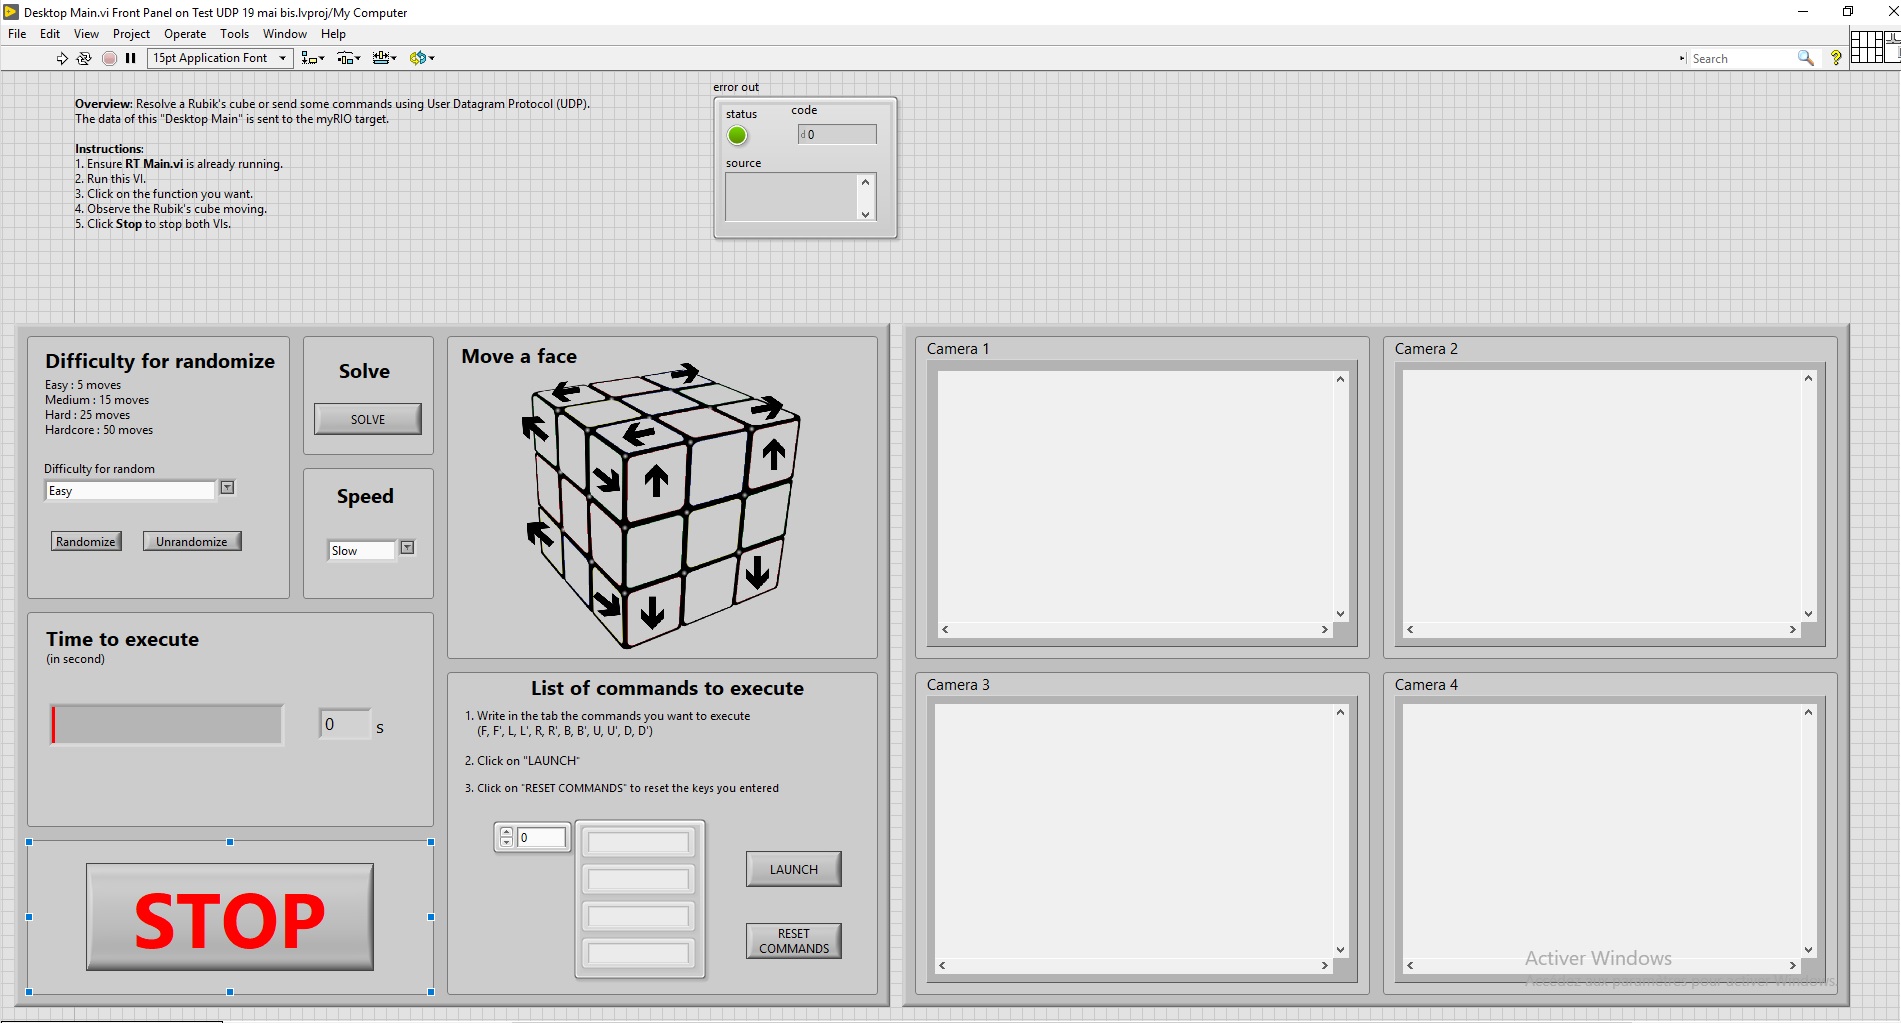 Desktop Main.vi Front Panel on Test UDP 19 mai bis.lvproj/My Computer
File Edit View Project Operate Tools Window Help
15pt Application Font
Search
Overview: Resolve a Rubik's cube or send some commands using User Datagram Protocol (UDP).
The data of this "Desktop Main" is sent to the myRIO target.
Instructions:
1. Ensure RT Main.vi is already running.
2. Run this VI.
3. Click on the function you want.
4. Observe the Rubik's cube moving.
5. Click Stop to stop both VIs.
error out
status
code
d 0
source
Difficulty for randomize
Easy : 5 moves
Medium : 15 moves
Hard : 25 moves
Hardcore : 50 moves
Difficulty for random
Easy
Randomize
Unrandomize
Solve
SOLVE
Speed
Slow
Move a face
Time to execute
(in second)
0
s
STOP
List of commands to execute
1. Write in the tab the commands you want to execute
(F, F', L, L', R, R', B, B', U, U', D, D')
2. Click on "LAUNCH"
3. Click on "RESET COMMANDS" to reset the keys you entered
0
LAUNCH
RESET
COMMANDS
Camera 1
Camera 2
Camera 3
Camera 4
Activer Windows
Accédez aux paramètres pour activer Windows.